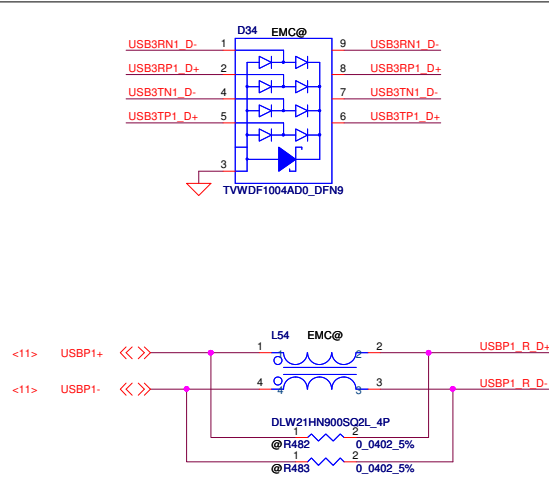 D34 EMC@
USB3RN1_D- 1 9 USB3RN1_D-
USB3RP1_D+ 2 8 USB3RP1_D+
USB3TN1_D- 4 7 USB3TN1_D-
USB3TP1_D+ 5 6 USB3TP1_D+
3
TVWDF1004AD0_DFN9
L54 EMC@
<11> USBP1+ 1 1 2 2 USBP1_R_D+
<11> USBP1- 4 4 3 3 USBP1_R_D-
DLW21HN900SQ2L_4P
1 2
@R482 0_0402_5%
1 2
@R483 0_0402_5%